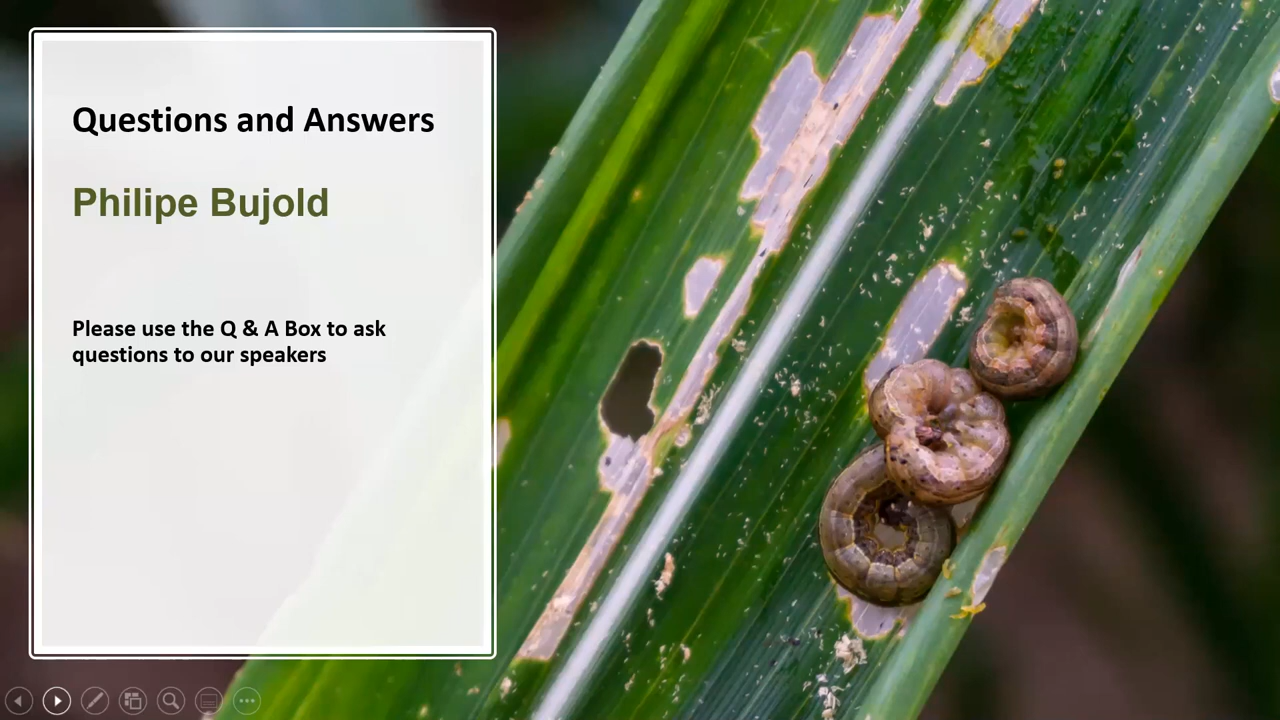 Questions and Answers
Philipe Bujold
Please use the Q & A Box to ask
questions to our speakers